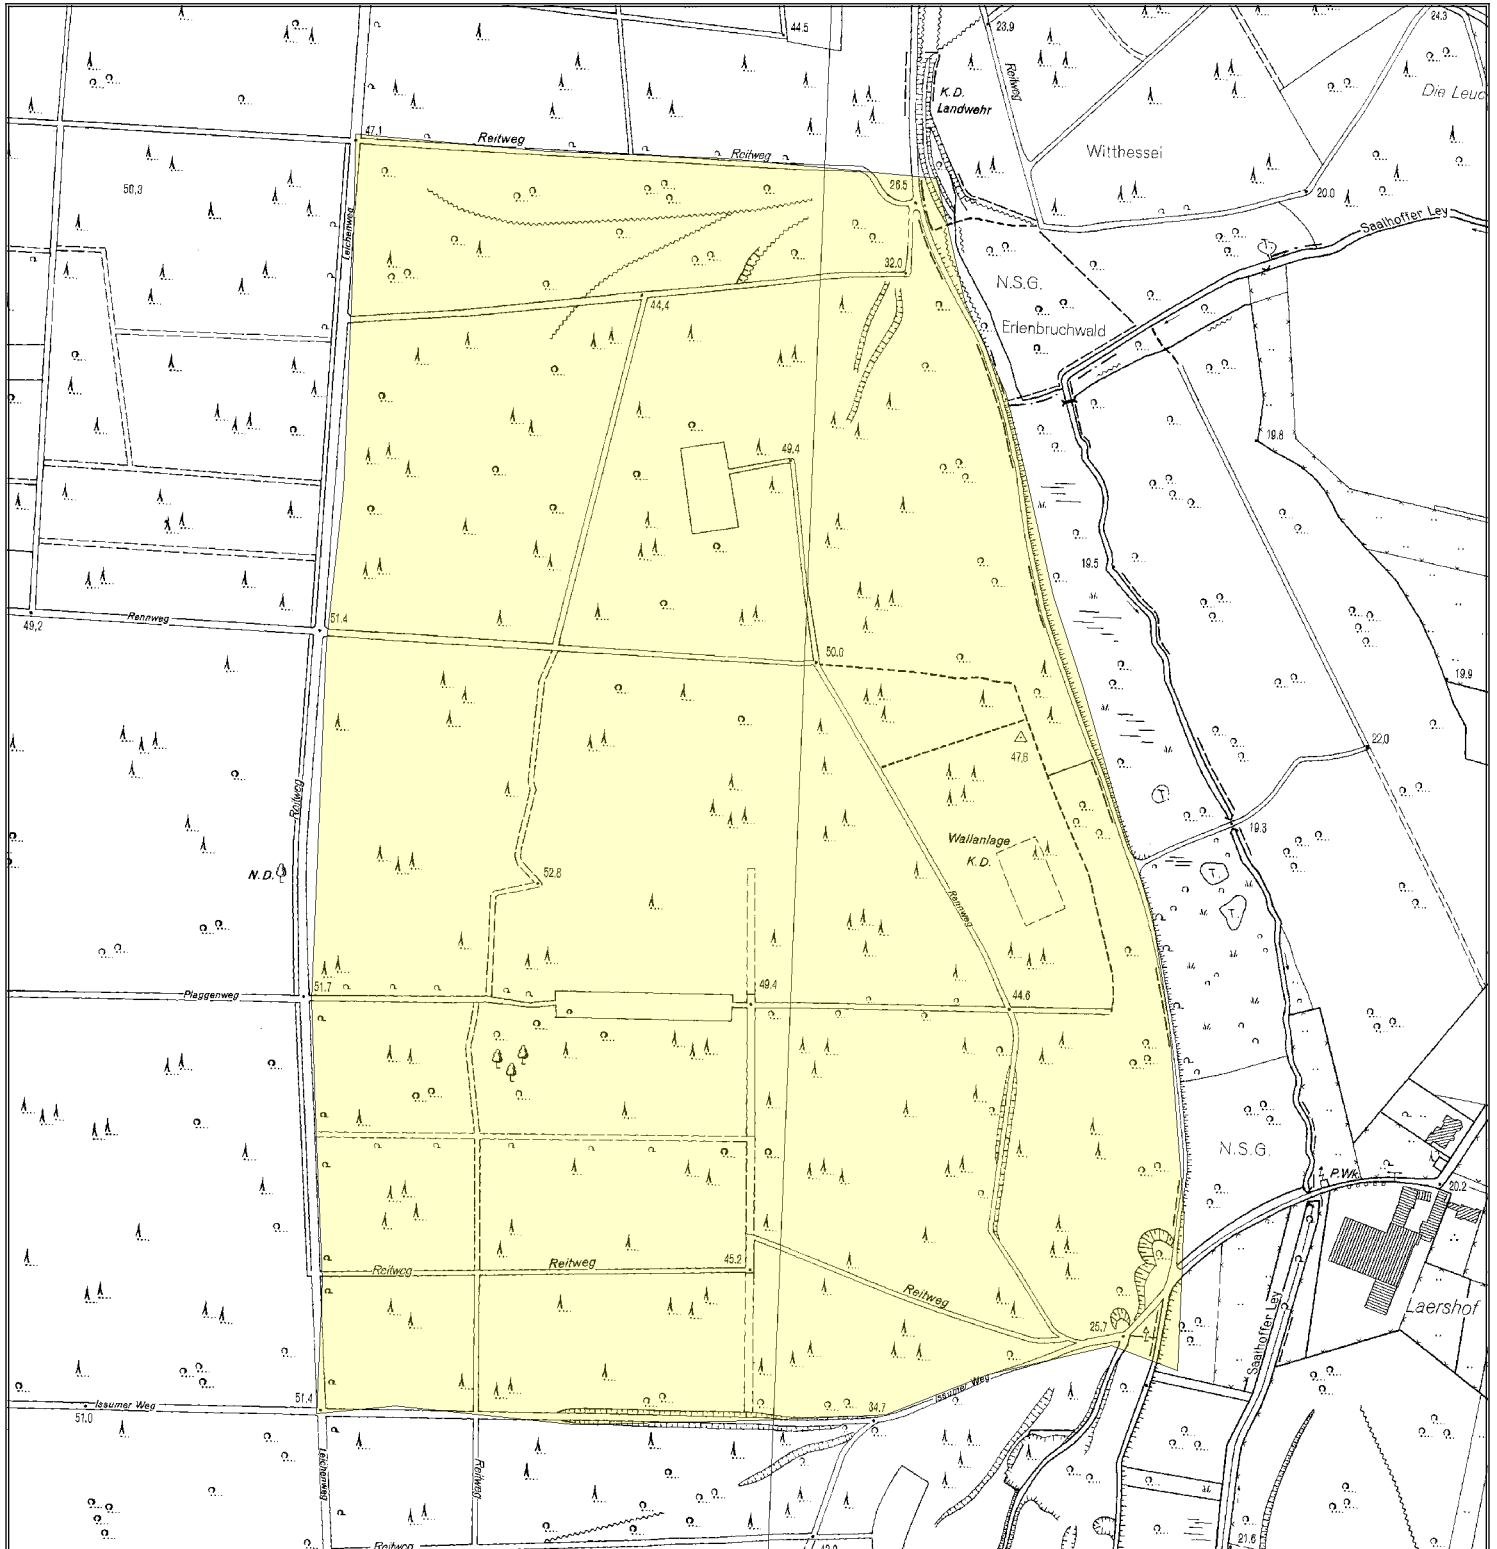 44.5
23.9
24.3
Reitweg
K.D.
Landwehr
Die Leuc
47.1
Reitweg
Reitweg
Witthessei
50,3
26.5
20.0
Leichenweg
Saalhoffer Ley
T.
32.0
N.S.G.
44,4
Erlenbruchwald
19.8
49.4
19.5
49,2
Rennweg
51.4
50.0
19.9
22,0
47,6
Reitweg
T.
19.3
Wallanlage
K.D.
N.D.
52.8
T.
Rennweg
T.
Plaggenweg
51.7
49.4
44.6
N.S.G.
P.Wk.
20.2
Reitweg
Reitweg
45.2
Reitweg
Laershof
25.7
Saalhoffer Ley
Issumer Weg
51.4
Issumer Weg
51.0
34.7
Leichenweg
Reitweg
Reitweg
21.6